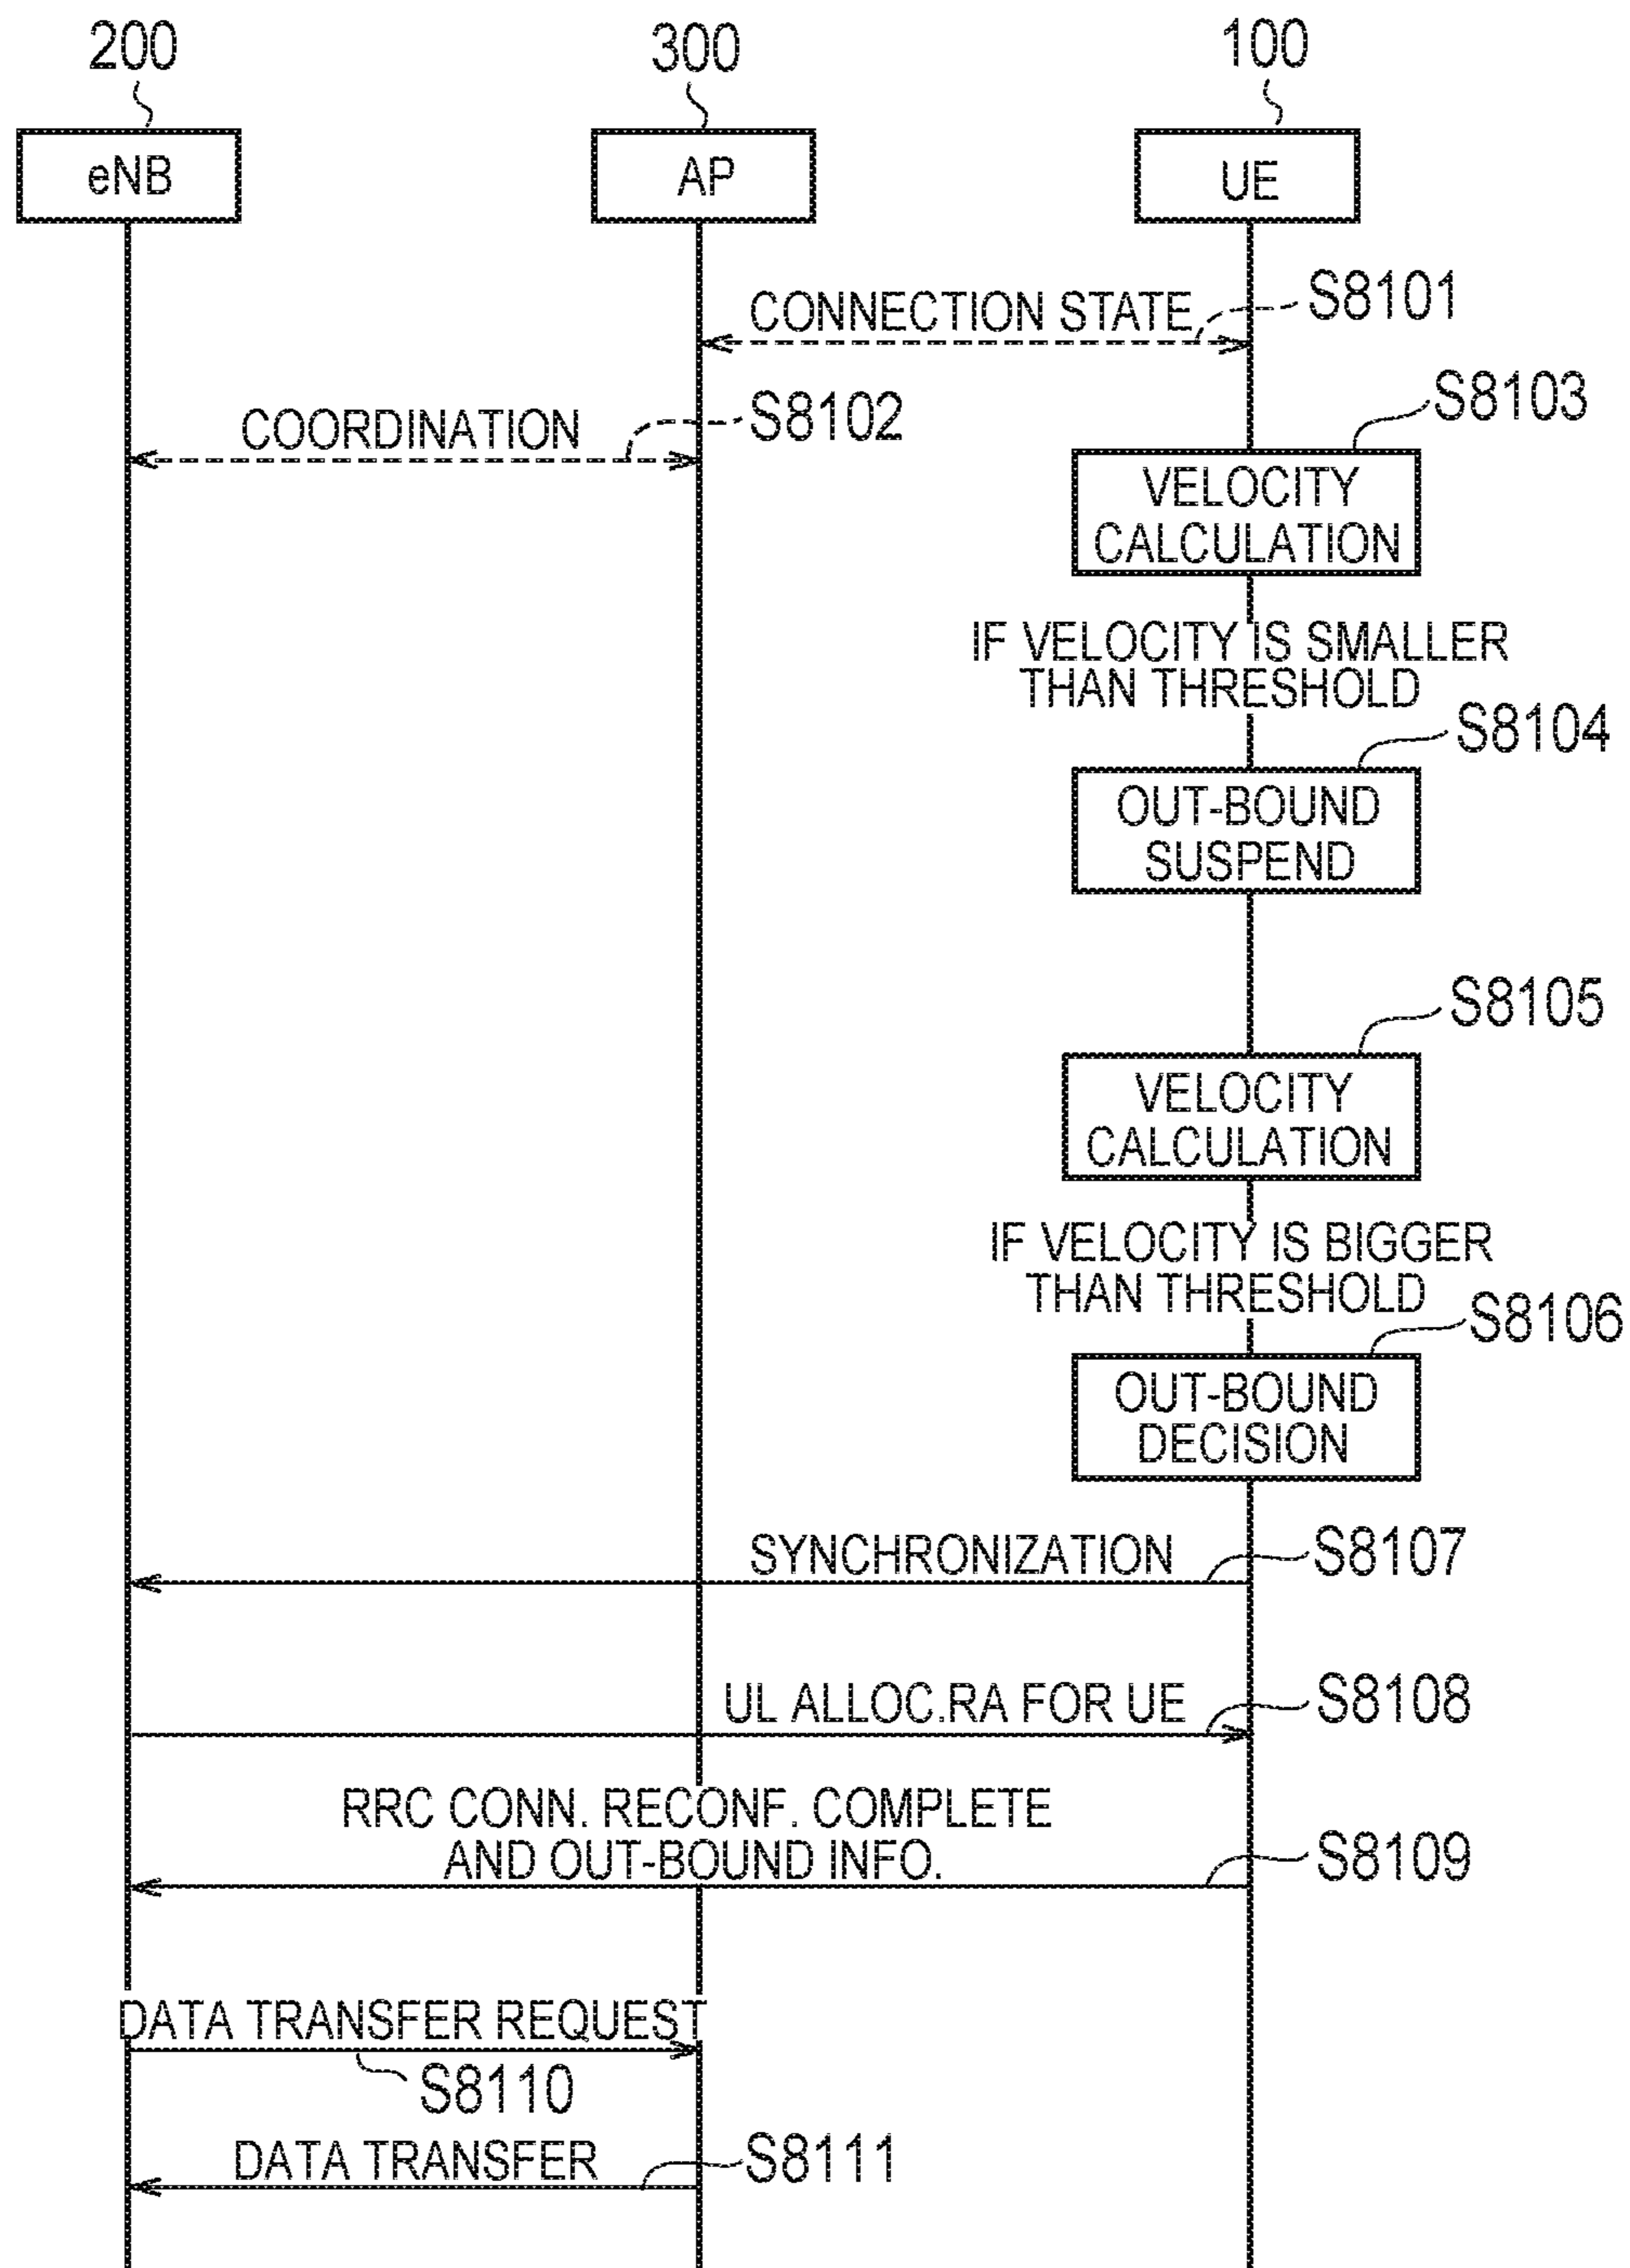 200
300
100
eNB
AP
UE
CONNECTION STATE
S8101
COORDINATION
S8102
S8103
VELOCITY
CALCULATION
IF VELOCITY IS SMALLER
THAN THRESHOLD
S8104
OUT-BOUND
SUSPEND
S8105
VELOCITY
CALCULATION
IF VELOCITY IS BIGGER
THAN THRESHOLD
S8106
OUT-BOUND
DECISION
SYNCHRONIZATION
S8107
UL ALLOC.RA FOR UE
S8108
RRC CONN. RECONF. COMPLETE
AND OUT-BOUND INFO.
S8109
DATA TRANSFER REQUEST
S8110
DATA TRANSFER
S8111